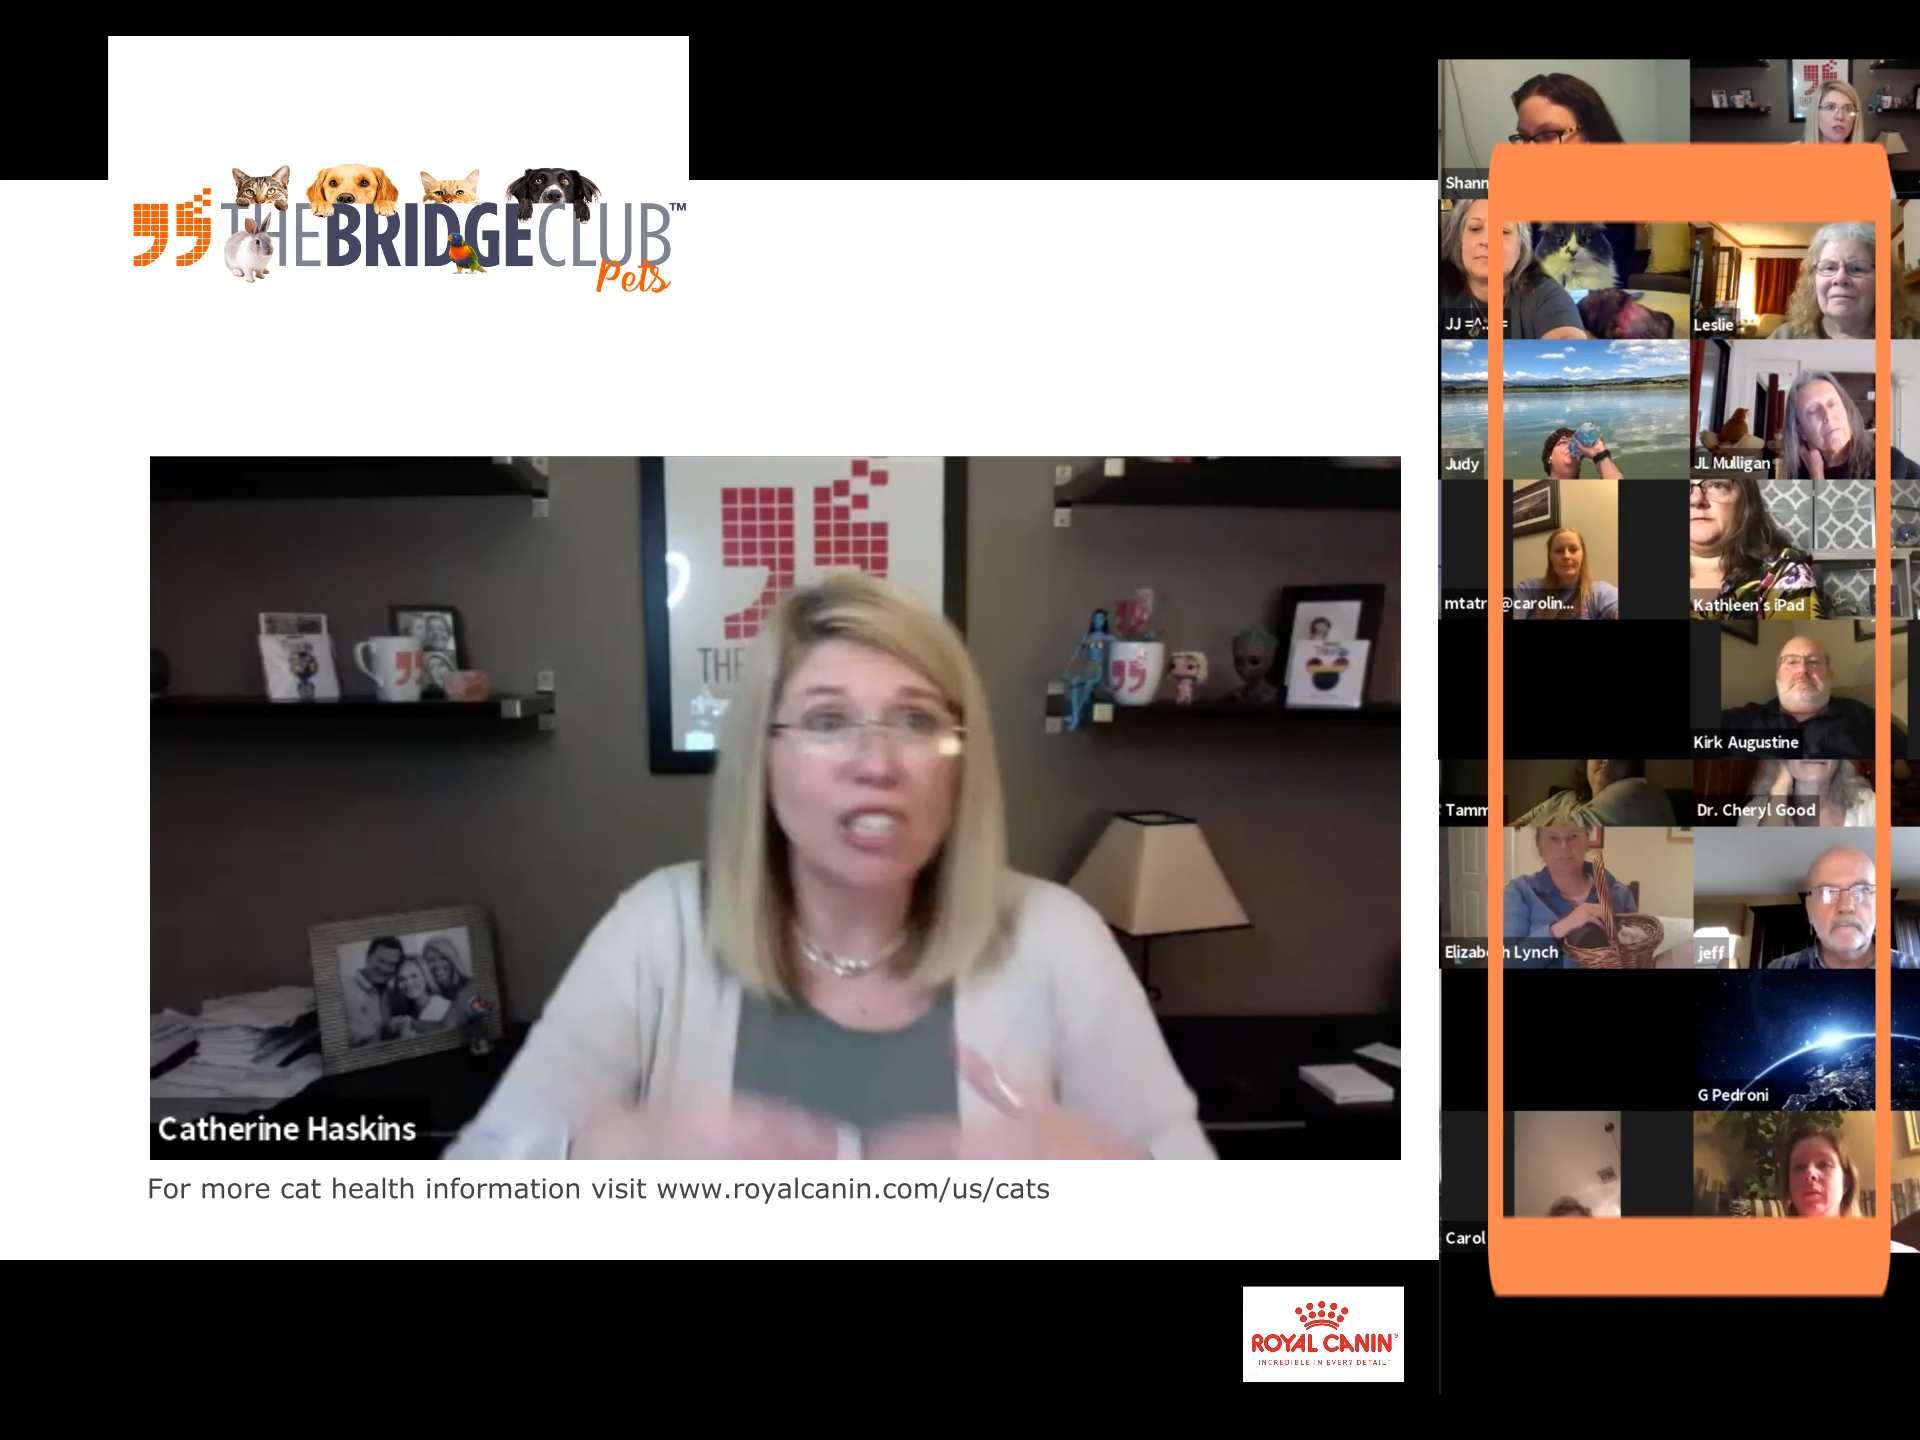 THEBRIDGECLUB™
Pets
THE
Catherine Haskins
For more cat health information visit www.royalcanin.com/us/cats
ROYAL CANIN
INCREDIBLE IN EVERY DETAIL
Shann
JJ =^.
Leslie
Judy
JL Mulligan
@carolin...
Kathleen's iPad
Kirk Augustine
Tamm
Dr. Cheryl Good
Lynch
jeff
G Pedroni
Carol